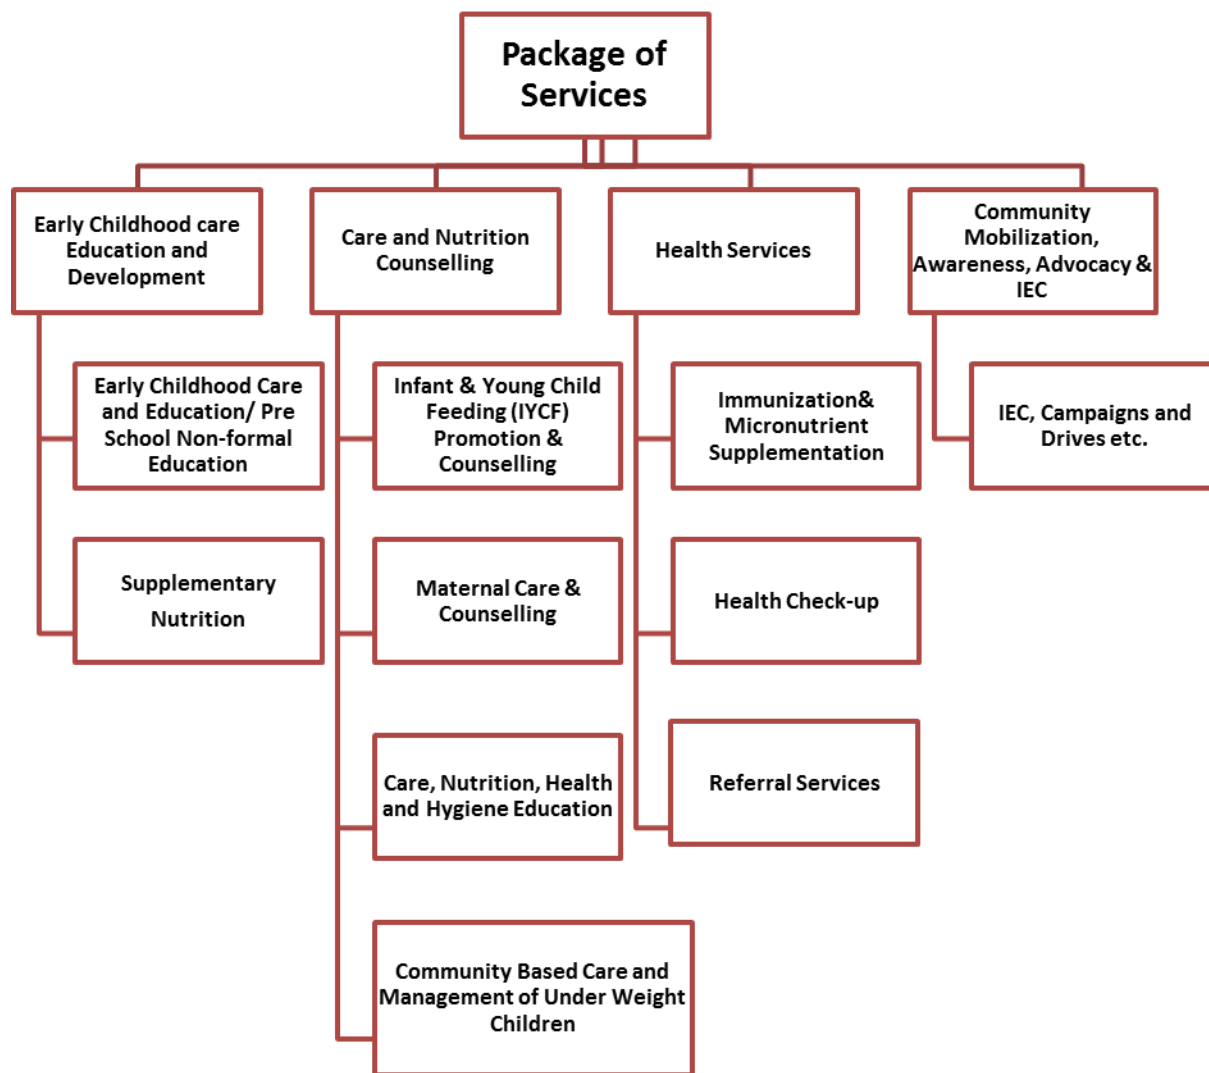 Package of
Services
Early Childhood care
Education and
Development
Care and Nutrition
Counselling
Health Services
Community
Mobilization,
Awareness, Advocacy &
IEC
Early Childhood Care
and Education/ Pre
School Non-formal
Education
Infant & Young Child
Feeding (IYCF)
Promotion &
Counselling
Immunization&
Micronutrient
Supplementation
IEC, Campaigns and
Drives etc.
Supplementary
Nutrition
Maternal Care &
Counselling
Health Check-up
Care, Nutrition, Health
and Hygiene Education
Referral Services
Community Based Care and
Management of Under Weight
Children